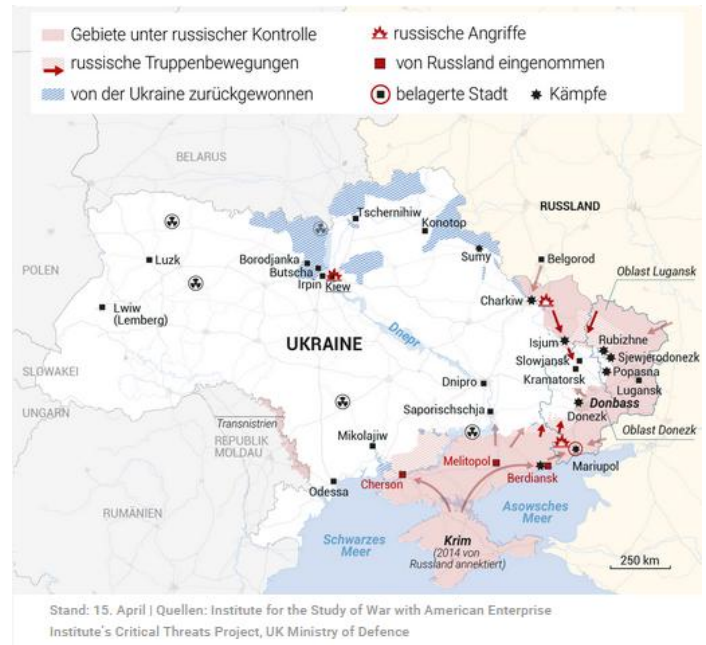 Gebiete unter russischer Kontrolle
russische Truppenbewegungen
von der Ukraine zurückgewonnen
russische Angriffe
von Russland eingenommen
belagerte Stadt
Kämpfe
BELARUS
RUSSLAND
Tschernihiw
Konotop
Luzk
Borodjanka
Butscha
Irpin
Kiew
Sumy
Belgorod
Oblast Lugansk
POLEN
Lwiw
(Lemberg)
Charkiw
UKRAINE
Dnepr
Isjum
Rubizhne
Slowjansk
Sjewjerodonezk
Kramatorsk
Popasna
SLOWAKEI
Dnipro
Lugansk
UNGARN
Donbass
Saporischschja
Donezk
Transnistrien
Oblast Donezk
REPUBLIK
MOLDAU
Mikolajiw
Melitopol
Mariupol
Cherson
Berdiansk
Odessa
RUMÄNIEN
Asowsches
Meer
Schwarzes
Meer
Krim
(2014 von
Russland annektiert)
250 km
Stand: 15. April | Quellen: Institute for the Study of War with American Enterprise
Institute's Critical Threats Project, UK Ministry of Defence